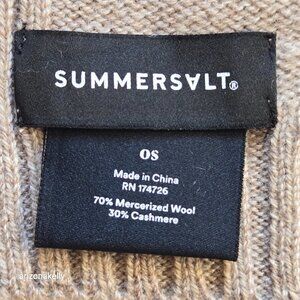 SUMMERSALT®
OS
Made in China
RN 174726
70% Mercerized Wool
30% Cashmere
arizonakelly